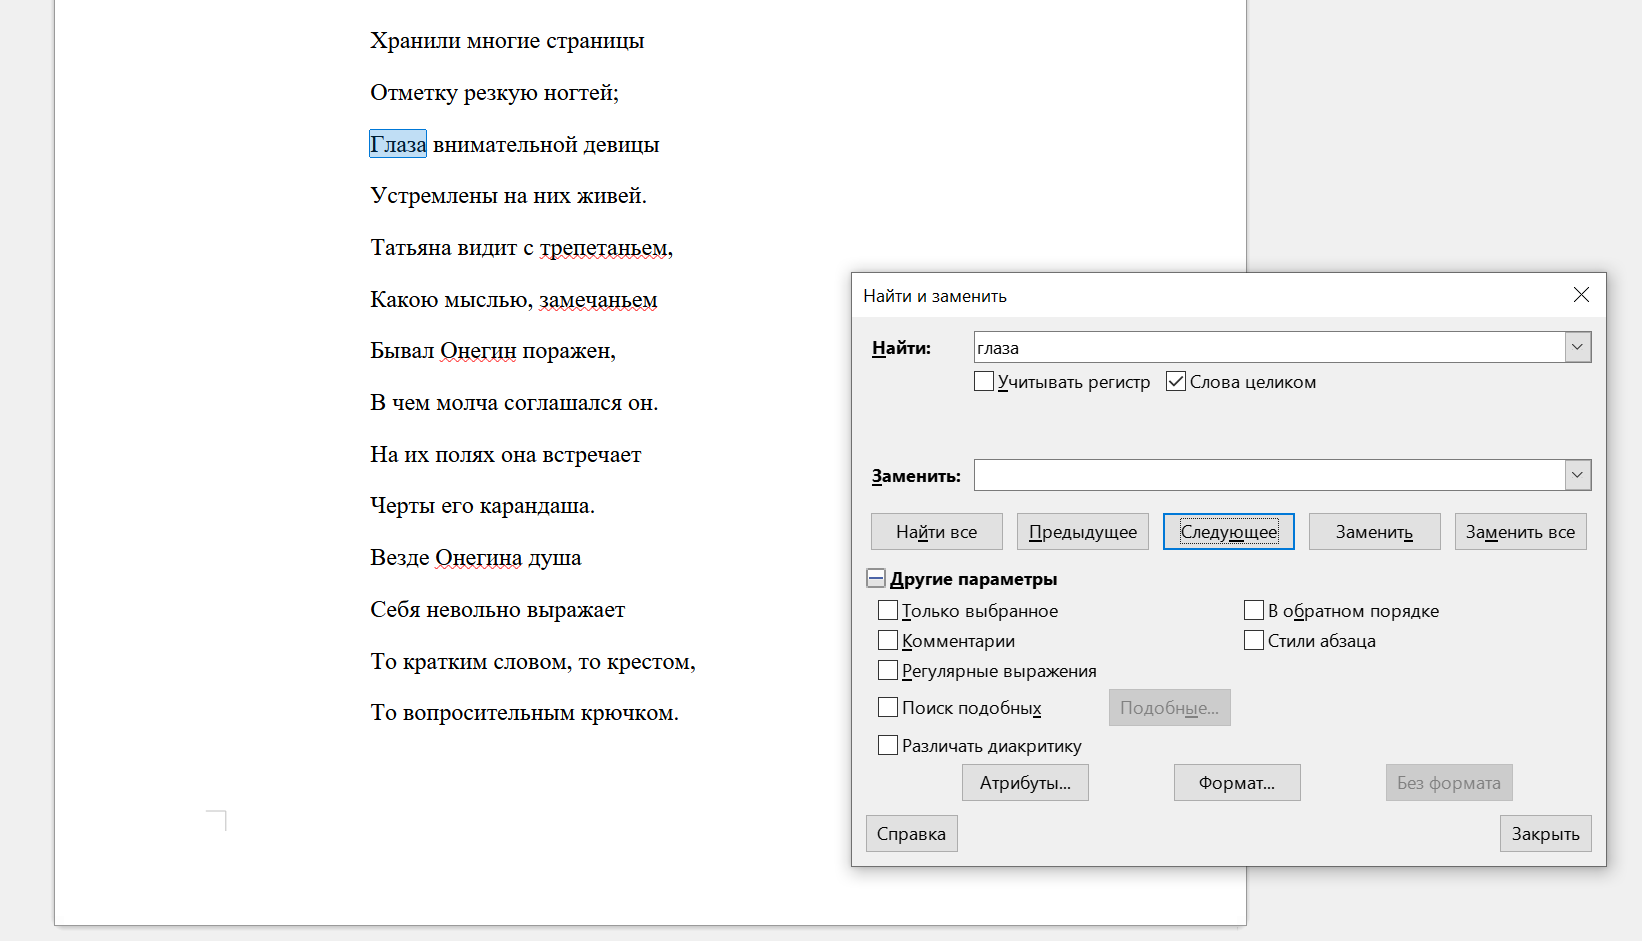 Хранили многие страницы
Отметку резкую ногтей;
Глаза внимательной девицы
Устремлены на них живей.
Татьяна видит с трепетаньем,
Какою мыслью, замечаньем
Бывал Онегин поражен,
В чем молча соглашался он.
На их полях она встречает
Черты его карандаша.
Везде Онегина душа
Себя невольно выражает
То кратким словом, то крестом,
То вопросительным крючком.
Найти и заменить
Найти: глаза
Учитывать регистр Слова целиком
Заменить:
Найти все Предыдущее Следующее Заменить Заменить все
Другие параметры
Только выбранное В обратном порядке
Комментарии Стили абзаца
Регулярные выражения
Поиск подобных Подобные...
Различать диакритику
Атрибуты... Формат... Без формата
Справка Закрыть